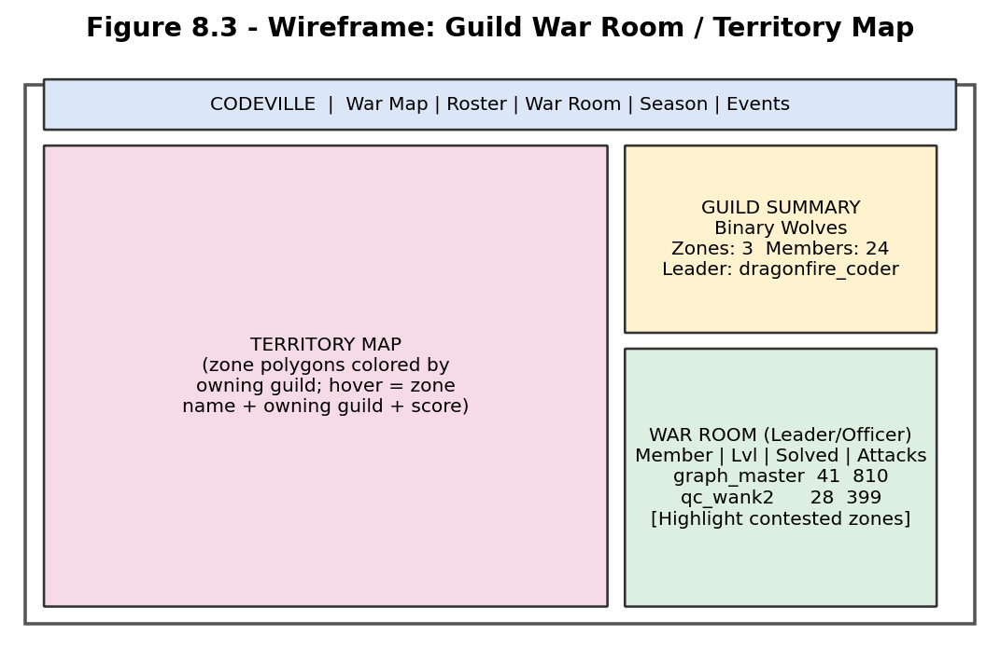 Figure 8.3 - Wireframe: Guild War Room / Territory Map
CODEVILLE | War Map | Roster | War Room | Season | Events
TERRITORY MAP
(zone polygons colored by
owning guild; hover = zone
name + owning guild + score)
GUILD SUMMARY
Binary Wolves
Zones: 3  Members: 24
Leader: dragonfire_coder
WAR ROOM (Leader/Officer)
Member | Lvl | Solved | Attacks
graph_master  41  810
qc_wank2      28  399
[Highlight contested zones]